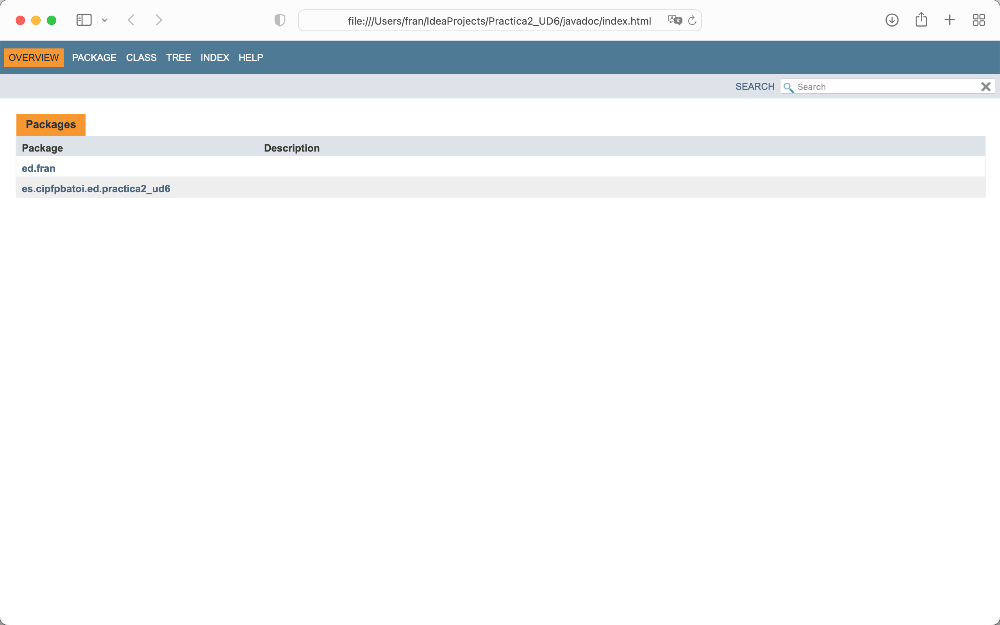 file:///Users/fran/IdeaProjects/Practica2_UD6/javadoc/index.html
OVERVIEW PACKAGE CLASS TREE INDEX HELP
SEARCH Search
Packages
Package Description
ed.fran
es.cipfpbatoi.ed.practica2_ud6